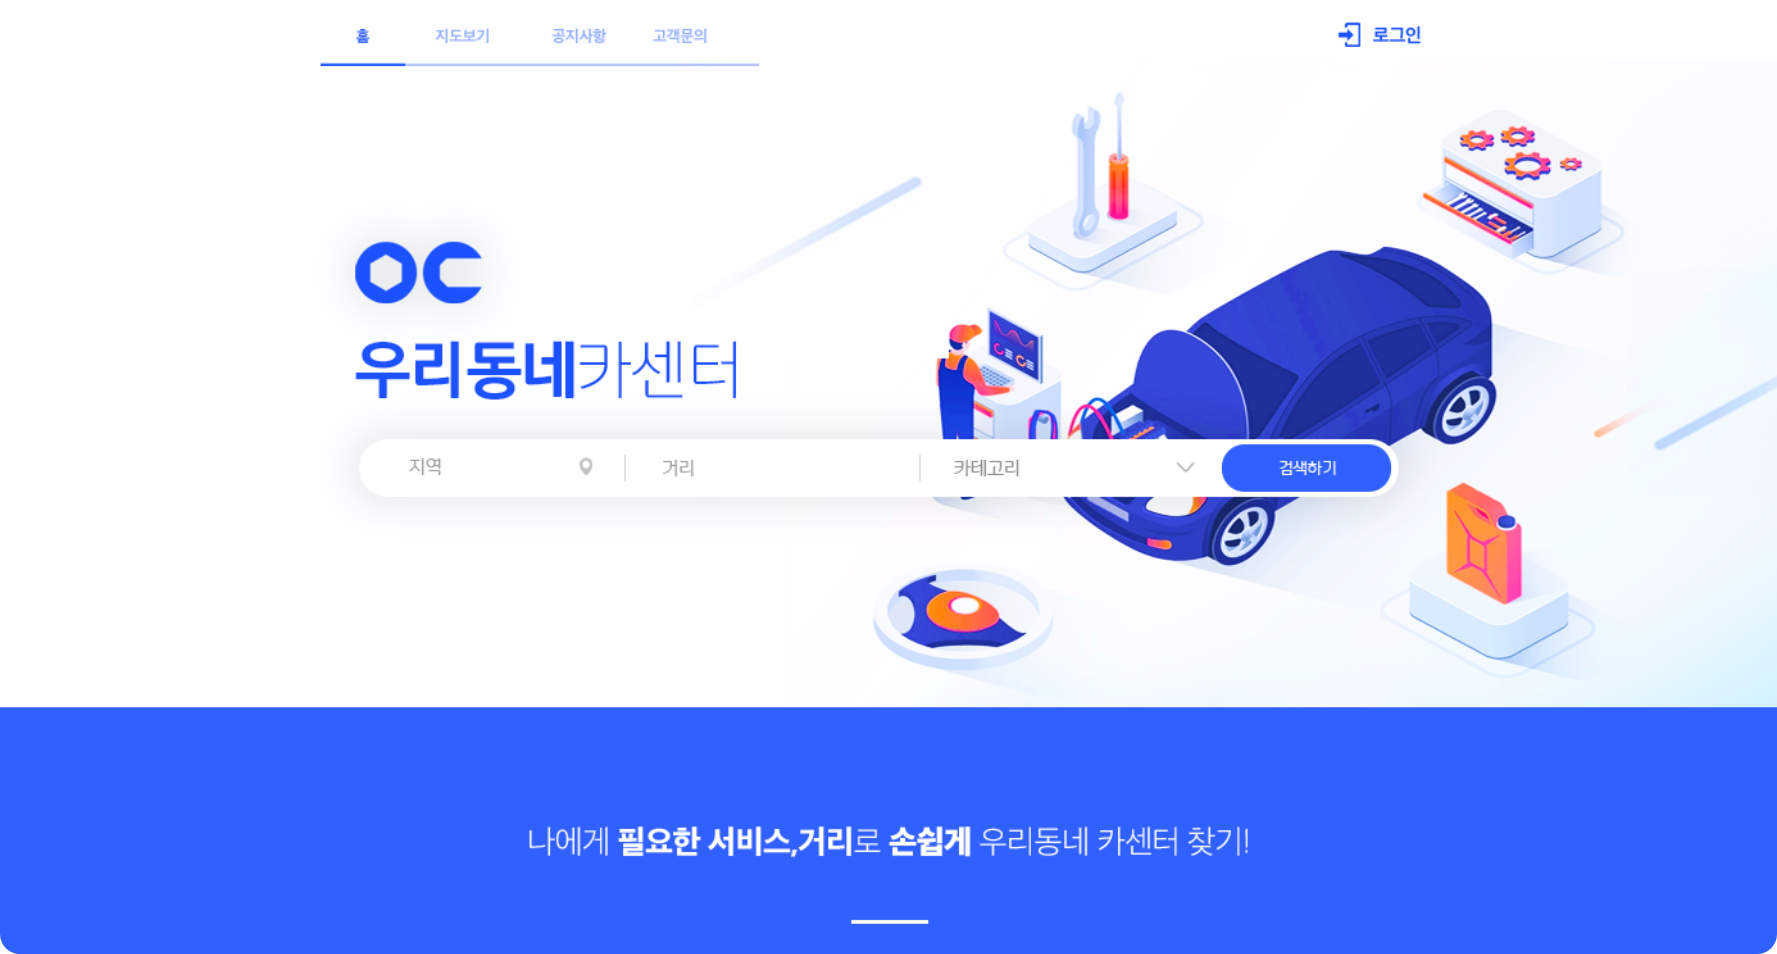 홈 지도보기 공지사항 고객문의 로그인
OC
우리동네카센터
지역 거리 카테고리 검색하기
나에게 필요한 서비스,거리로 손쉽게 우리동네 카센터 찾기!